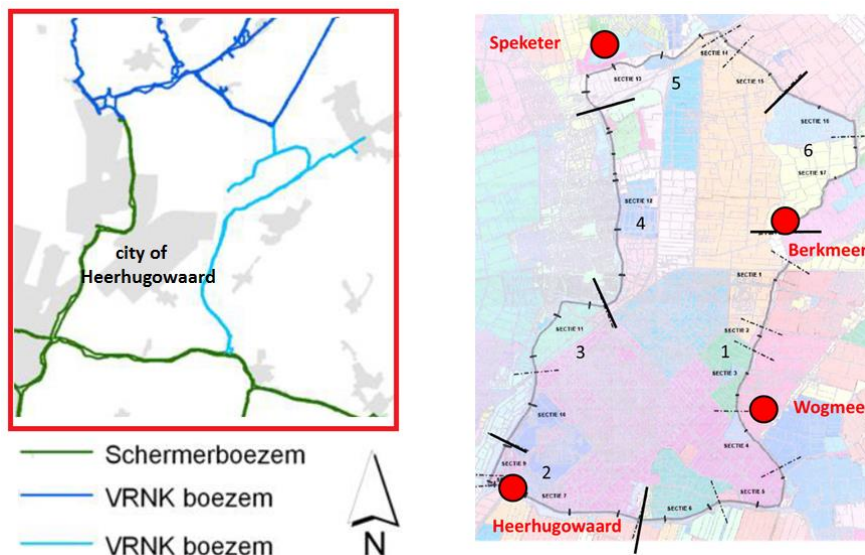 city of
Heerhugowaard
Schermerboezem
VRNK boezem
VRNK boezem
N
Speketer
SECTIE 14
5
SECTIE 13
SECTIE 15
SECTIE 16
6
SECTIE 17
SECTIE 12
4
Berkmeer
SECTIE 1
SECTIE 11
3
SECTIE 2
1
SECTIE 3
Wogmeer
SECTIE 10
SECTIE 4
SECTIE 9
2
SECTIE 7
SECTIE 6
SECTIE 5
Heerhugowaard